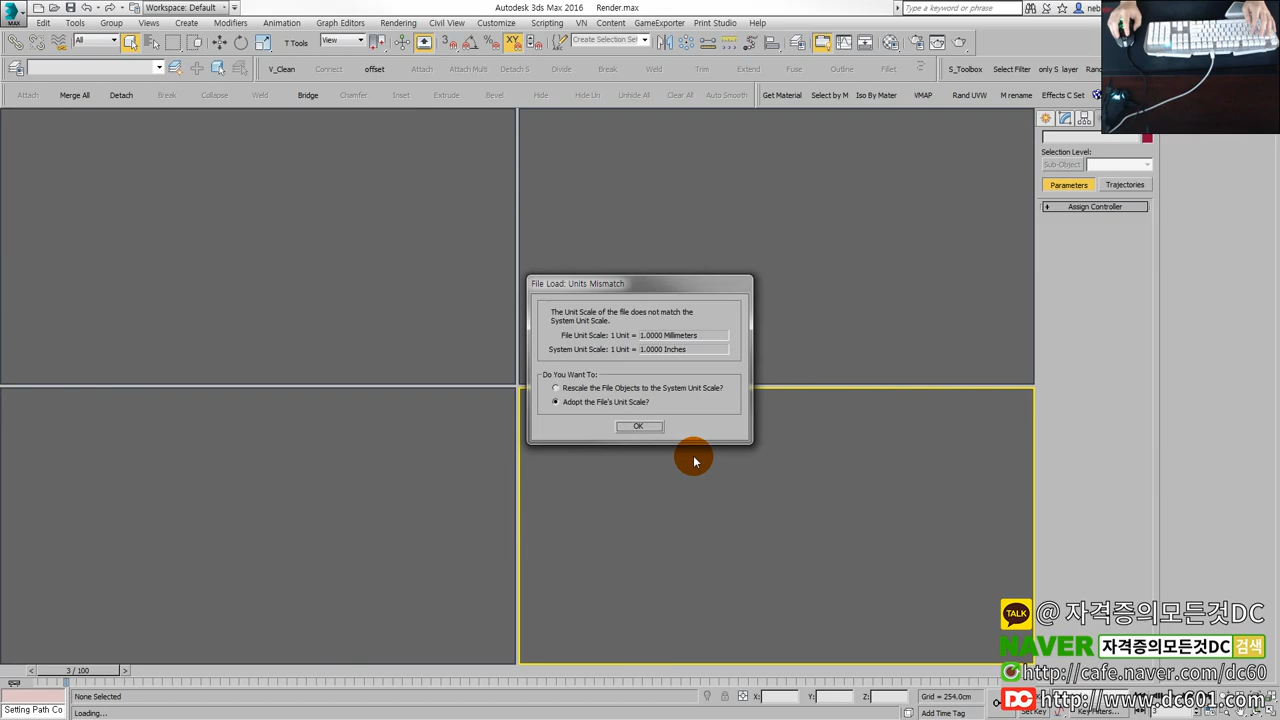 Autodesk 3ds Max 2016 Render.max
Workspace: Default
Type a keyword or phrase
MAX
Edit Tools Group Views Create Modifiers Animation Graph Editors Rendering Civil View Customize Scripting VN Content GameExporter Print Studio Help
All T Tools View XY Create Selection Set
V_Clean Connect offset Attach Attach Multi Detach S Divide Break Weld Trim Extend Fuse Outline Fillet S_Toolbox Select Filter only S layer
Attach Merge All Detach Break Collapse Weld Bridge Chamfer Inset Extrude Bevel Hide Hide Un Unhide All Clear All Auto Smooth Get Material Select by M Iso By Mater VMAP Rand UVW M rename Effects C Set
Selection Level:
Sub-Object
Parameters Trajectories
+ Assign Controller
File Load: Units Mismatch
The Unit Scale of the file does not match the
System Unit Scale.
File Unit Scale: 1 Unit = 1.0000 Millimeters
System Unit Scale: 1 Unit = 1.0000 Inches
Do You Want To:
Rescale the File Objects to the System Unit Scale?
Adopt the File's Unit Scale?
OK
TALK @ 자격증의모든것DC
NAVER 자격증의모든것DC 검색
http://cafe.naver.com/dc60
DC http://www.dc601.com
< 3 / 100 >
None Selected X: Y: Z: Grid = 254.0cm
Setting Path Co Loading... Add Time Tag